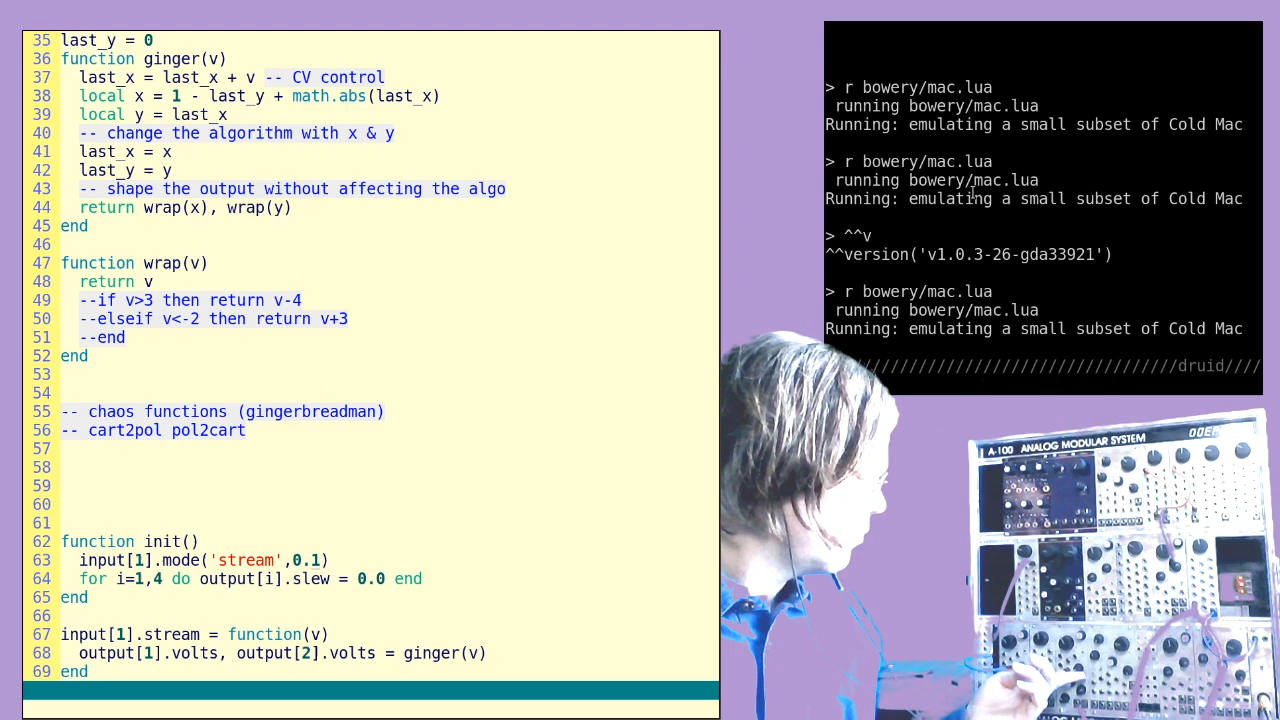 35 last_y = 0
36 function ginger(v)
37   last_x = last_x + v -- CV control
38   local x = 1 - last_y + math.abs(last_x)
39   local y = last_x
40   -- change the algorithm with x & y
41   last_x = x
42   last_y = y
43   -- shape the output without affecting the algo
44   return wrap(x), wrap(y)
45 end
46
47 function wrap(v)
48   return v
49   --if v>3 then return v-4
50   --elseif v<-2 then return v+3
51   --end
52 end
53
54
55 -- chaos functions (gingerbreadman)
56 -- cart2pol pol2cart
57
58
59
60
61
62 function init()
63   input[1].mode('stream',0.1)
64   for i=1,4 do output[i].slew = 0.0 end
65 end
66
67 input[1].stream = function(v)
68   output[1].volts, output[2].volts = ginger(v)
69 end
> r bowery/mac.lua
 running bowery/mac.lua
Running: emulating a small subset of Cold Mac
> r bowery/mac.lua
 running bowery/mac.lua
Running: emulating a small subset of Cold Mac
> ^^v
^^version('v1.0.3-26-gda33921')
> r bowery/mac.lua
 running bowery/mac.lua
Running: emulating a small subset of Cold Mac
/////////////////////////////////druid////
A-100 ANALOG MODULAR SYSTEM